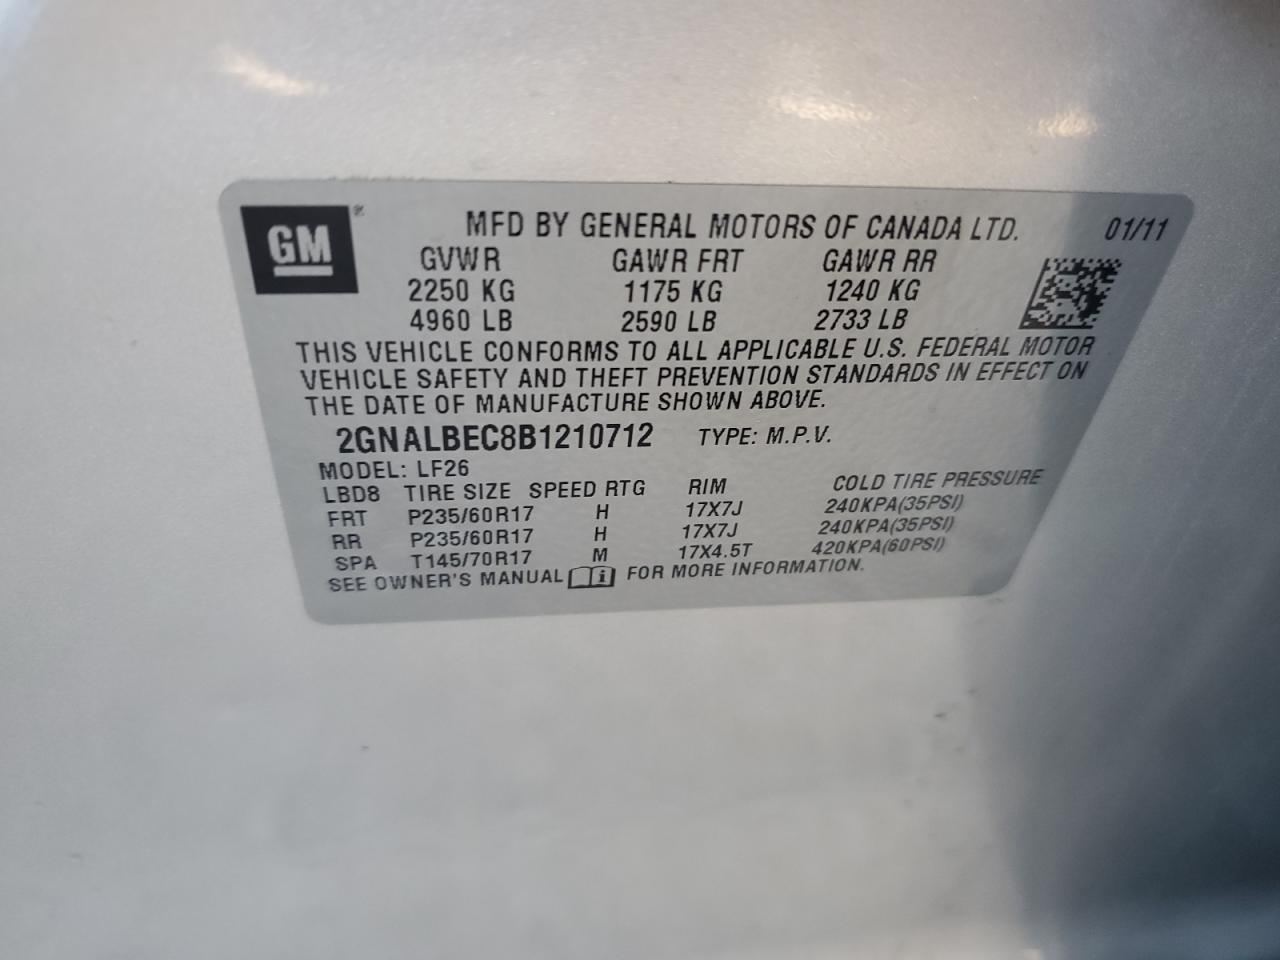 GM®
MFD BY GENERAL MOTORS OF CANADA LTD. 01/11
GVWR GAWR FRT GAWR RR
2250 KG 1175 KG 1240 KG
4960 LB 2590 LB 2733 LB
THIS VEHICLE CONFORMS TO ALL APPLICABLE U.S. FEDERAL MOTOR
VEHICLE SAFETY AND THEFT PREVENTION STANDARDS IN EFFECT ON
THE DATE OF MANUFACTURE SHOWN ABOVE.
2GNALBEC8B1210712 TYPE: M.P.V.
MODEL: LF26
LBD8 TIRE SIZE SPEED RTG RIM COLD TIRE PRESSURE
FRT P235/60R17 H 17X7J 240KPA(35PSI)
RR P235/60R17 H 17X7J 240KPA(35PSI)
SPA T145/70R17 M 17X4.5T 420KPA(60PSI)
SEE OWNER'S MANUAL FOR MORE INFORMATION.